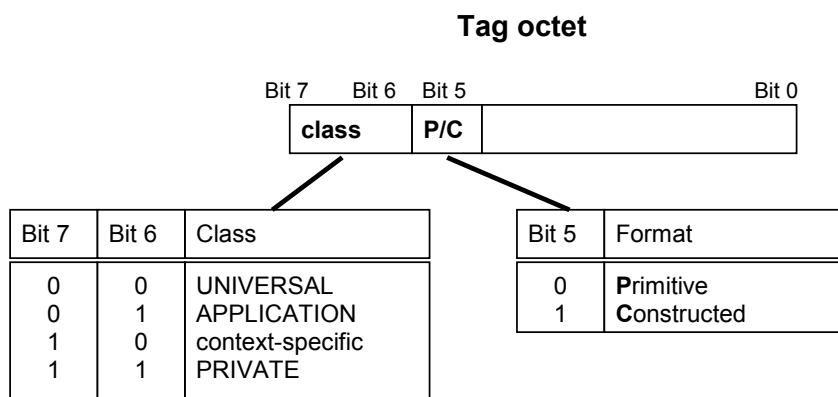 Tag octet
Bit 7 Bit 6 Bit 5 Bit 0
class P/C
Bit 7 Bit 6 Class
0 0 UNIVERSAL
0 1 APPLICATION
1 0 context-specific
1 1 PRIVATE
Bit 5 Format
0 Primitive
1 Constructed